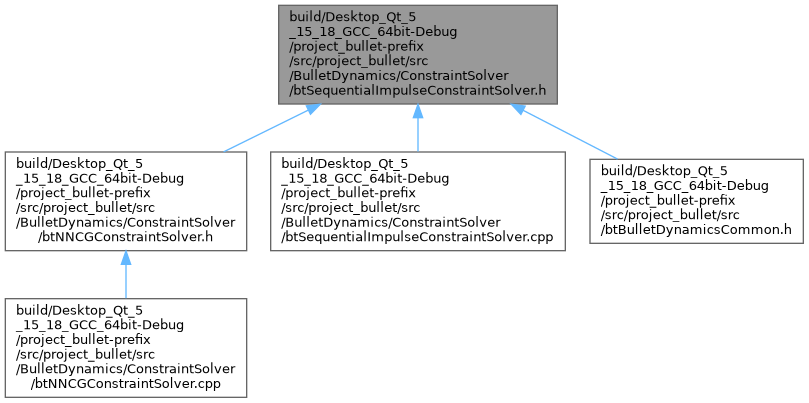 build/Desktop_Qt_5
_15_18_GCC_64bit-Debug
/project_bullet-prefix
/src/project_bullet/src
/BulletDynamics/ConstraintSolver
/btSequentialImpulseConstraintSolver.h
build/Desktop_Qt_5
_15_18_GCC_64bit-Debug
/project_bullet-prefix
/src/project_bullet/src
/BulletDynamics/ConstraintSolver
/btNNCGConstraintSolver.h
build/Desktop_Qt_5
_15_18_GCC_64bit-Debug
/project_bullet-prefix
/src/project_bullet/src
/BulletDynamics/ConstraintSolver
/btSequentialImpulseConstraintSolver.cpp
build/Desktop_Qt_5
_15_18_GCC_64bit-Debug
/project_bullet-prefix
/src/project_bullet/src
/btBulletDynamicsCommon.h
build/Desktop_Qt_5
_15_18_GCC_64bit-Debug
/project_bullet-prefix
/src/project_bullet/src
/BulletDynamics/ConstraintSolver
/btNNCGConstraintSolver.cpp